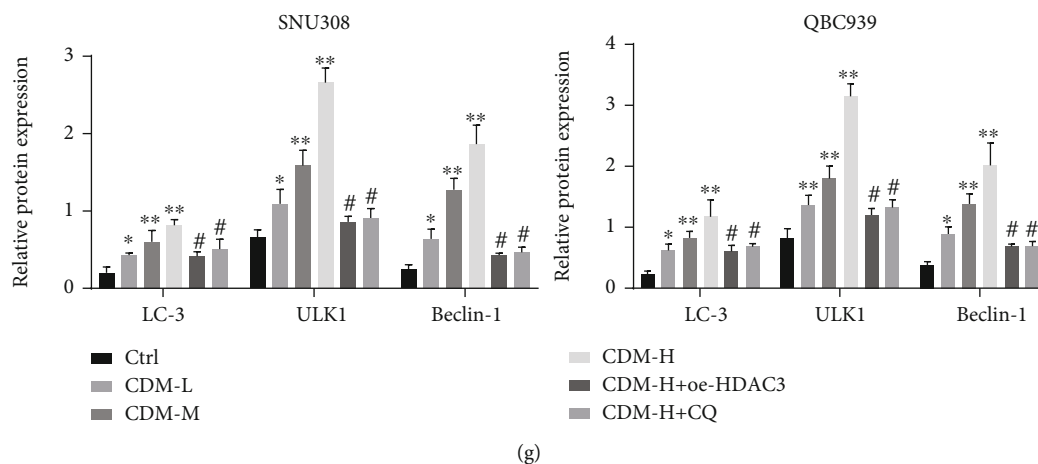 SNU308
Relative protein expression
3
2
1
0
* ** ** # #
* ** ** # #
* ** ** # #
LC-3 ULK1 Beclin-1
QBC939
Relative protein expression
4
3
2
1
0
* ** ** # #
** ** ** # #
* ** ** # #
LC-3 ULK1 Beclin-1
Ctrl
CDM-L
CDM-M
CDM-H
CDM-H+oe-HDAC3
CDM-H+CQ
(g)